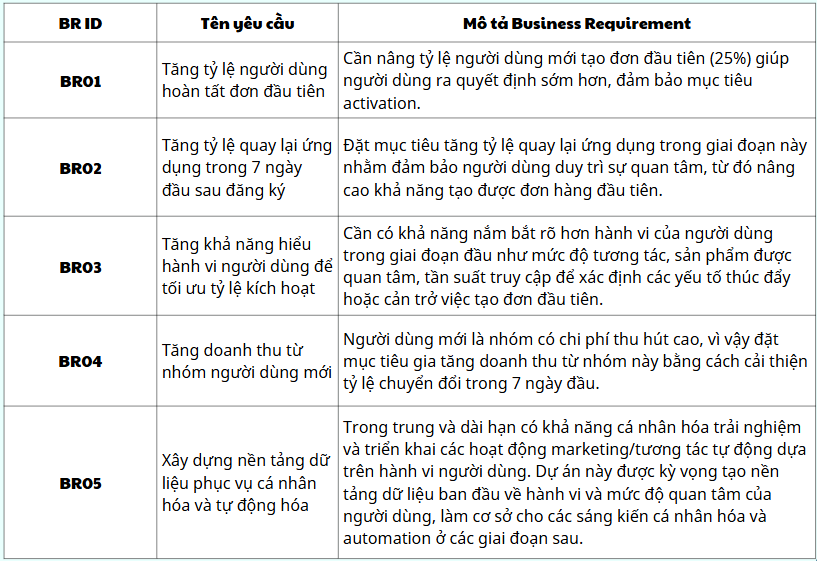 BR ID
Tên yêu cầu
Mô tả Business Requirement
BR01
Tăng tỷ lệ người dùng
hoàn tất đơn đầu tiên
Cần nâng tỷ lệ người dùng mới tạo đơn đầu tiên (25%) giúp
người dùng ra quyết định sớm hơn, đảm bảo mục tiêu
activation.
BR02
Tăng tỷ lệ quay lại ứng
dụng trong 7 ngày
đầu sau đăng ký
Đặt mục tiêu tăng tỷ lệ quay lại ứng dụng trong giai đoạn này
nhằm đảm bảo người dùng duy trì sự quan tâm, từ đó nâng
cao khả năng tạo được đơn hàng đầu tiên.
BR03
Tăng khả năng hiểu
hành vi người dùng để
tối ưu tỷ lệ kích hoạt
Cần có khả năng nắm bắt rõ hơn hành vi của người dùng
trong giai đoạn đầu như mức độ tương tác, sản phẩm được
quan tâm, tần suất truy cập để xác định các yếu tố thúc đẩy
hoặc cản trở việc tạo đơn đầu tiên.
BR04
Tăng doanh thu từ
nhóm người dùng mới
Người dùng mới là nhóm có chi phí thu hút cao, vì vậy đặt
mục tiêu gia tăng doanh thu từ nhóm này bằng cách cải thiện
tỷ lệ chuyển đổi trong 7 ngày đầu.
BR05
Xây dựng nền tảng dữ
liệu phục vụ cá nhân
hóa và tự động hóa
Trong trung và dài hạn có khả năng cá nhân hóa trải nghiệm
và triển khai các hoạt động marketing/tương tác tự động dựa
trên hành vi người dùng. Dự án này được kỳ vọng tạo nền
tảng dữ liệu ban đầu về hành vi và mức độ quan tâm của
người dùng, làm cơ sở cho các sáng kiến cá nhân hóa và
automation ở các giai đoạn sau.